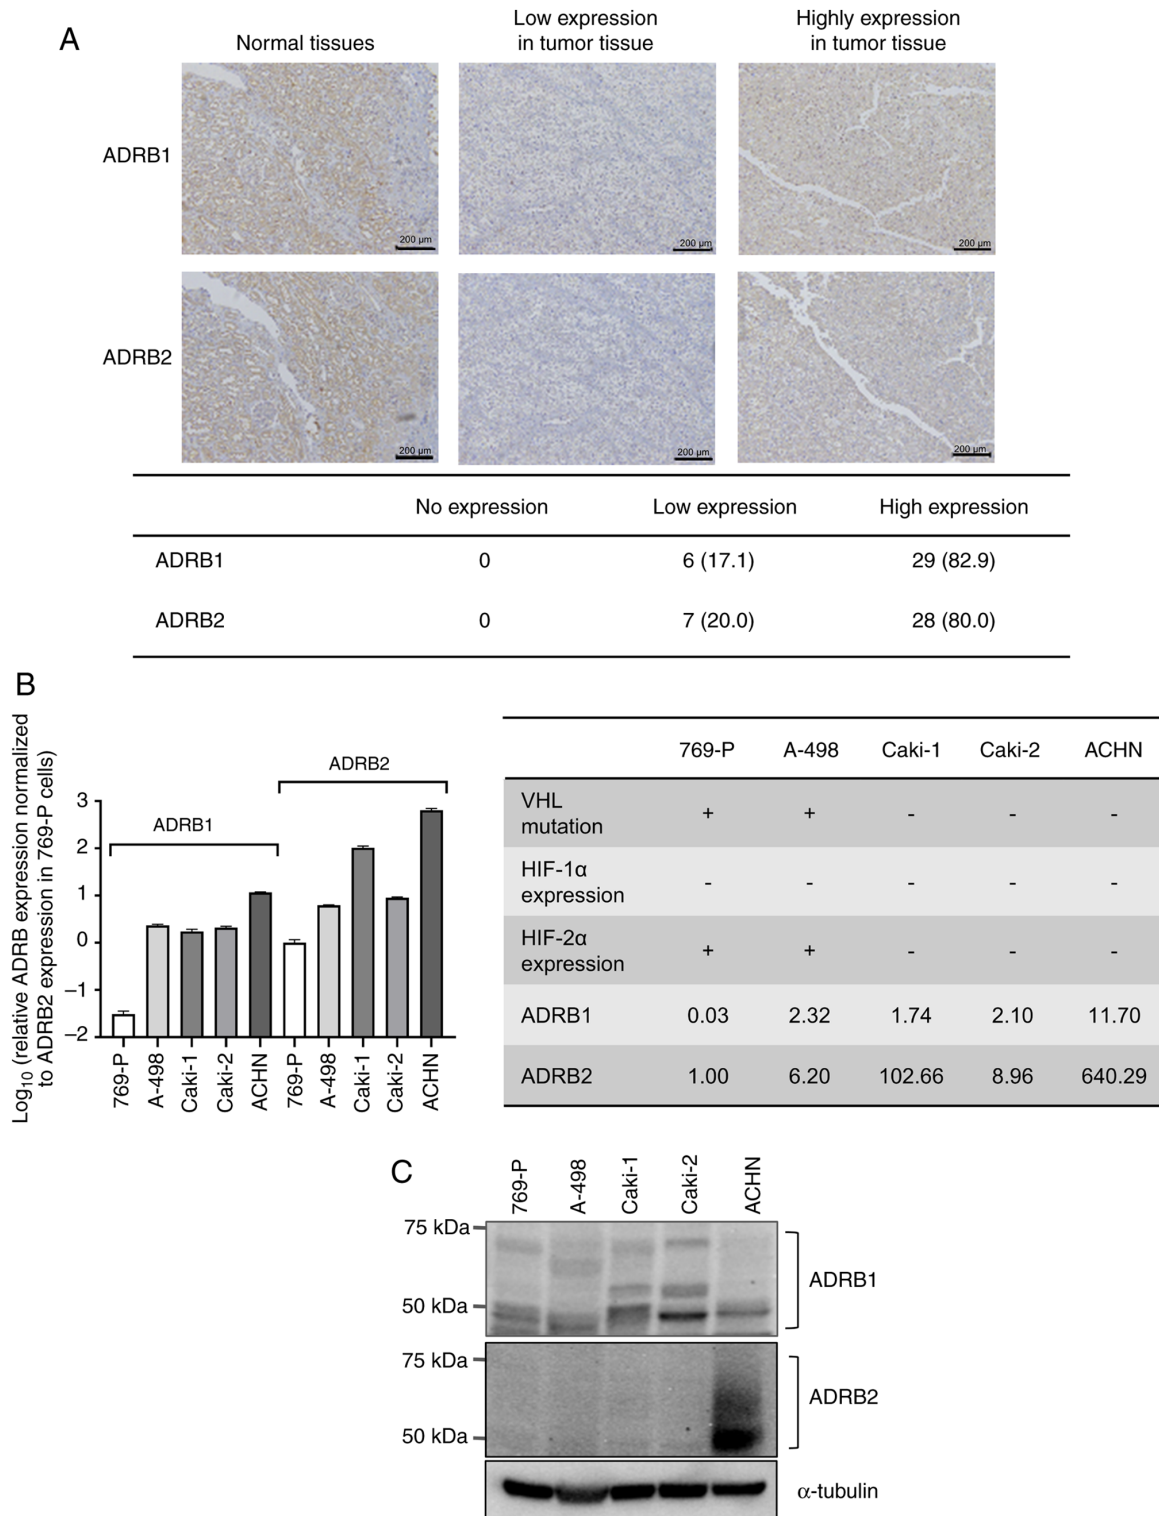 A
Normal tissues
Low expression
in tumor tissue
Highly expression
in tumor tissue
ADRB1
200 µm
200 µm
200 µm
ADRB2
200 µm
200 µm
200 µm
No expression Low expression High expression
ADRB1 0 6 (17.1) 29 (82.9)
ADRB2 0 7 (20.0) 28 (80.0)
B
Log10 (relative ADRB expression normalized
to ADRB2 expression in 769-P cells)
3
2
1
0
–1
–2
ADRB1
ADRB2
769-P
A-498
Caki-1
Caki-2
ACHN
769-P
A-498
Caki-1
Caki-2
ACHN
769-P A-498 Caki-1 Caki-2 ACHN
VHL
mutation + + - - -
HIF-1α
expression - - - - -
HIF-2α
expression + + - - -
ADRB1 0.03 2.32 1.74 2.10 11.70
ADRB2 1.00 6.20 102.66 8.96 640.29
C
769-P
A-498
Caki-1
Caki-2
ACHN
75 kDa
50 kDa
ADRB1
75 kDa
50 kDa
ADRB2
α-tubulin